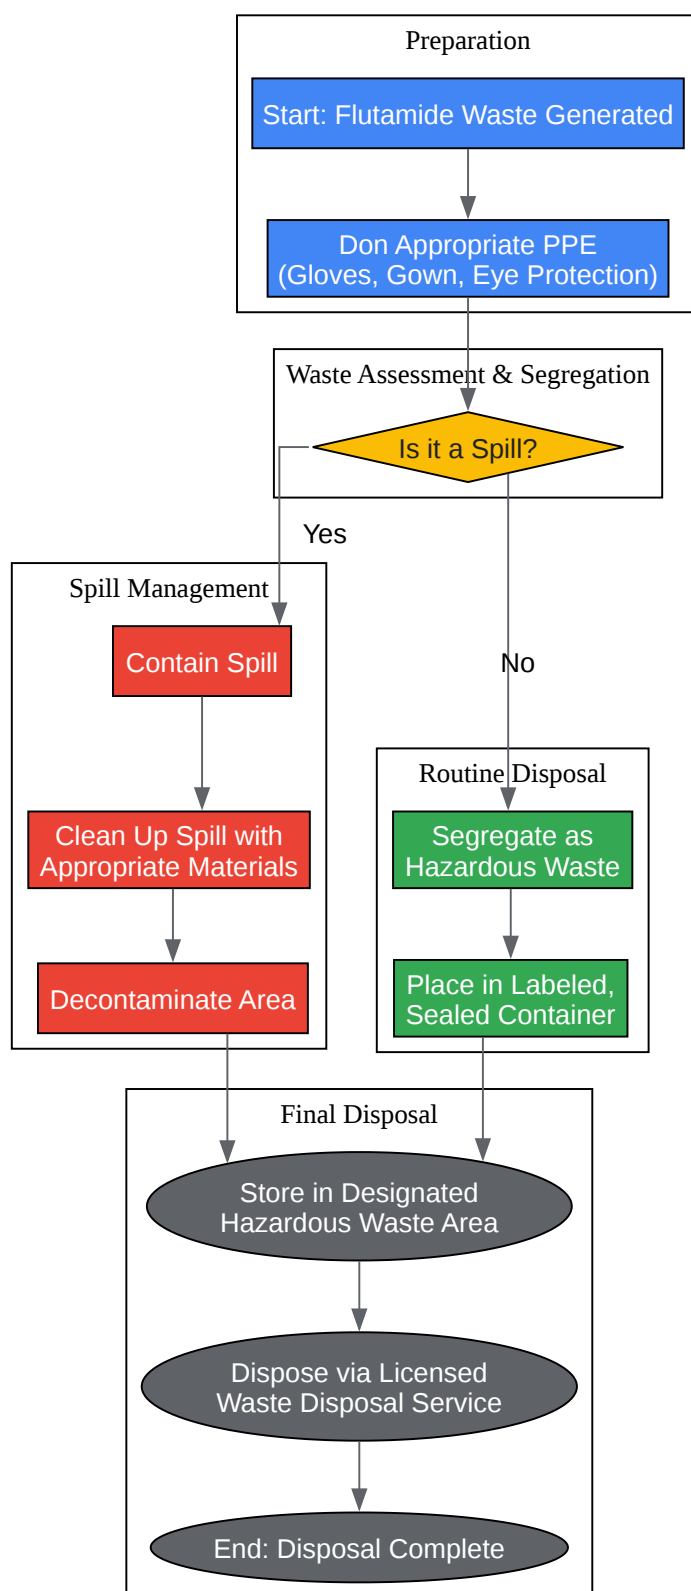 Preparation
Start: Flutamide Waste Generated
Don Appropriate PPE
(Gloves, Gown, Eye Protection)
Waste Assessment & Segregation
Is it a Spill?
Yes
Spill Management
Contain Spill
No
Routine Disposal
Clean Up Spill with
Appropriate Materials
Segregate as
Hazardous Waste
Decontaminate Area
Place in Labeled,
Sealed Container
Final Disposal
Store in Designated
Hazardous Waste Area
Dispose via Licensed
Waste Disposal Service
End: Disposal Complete